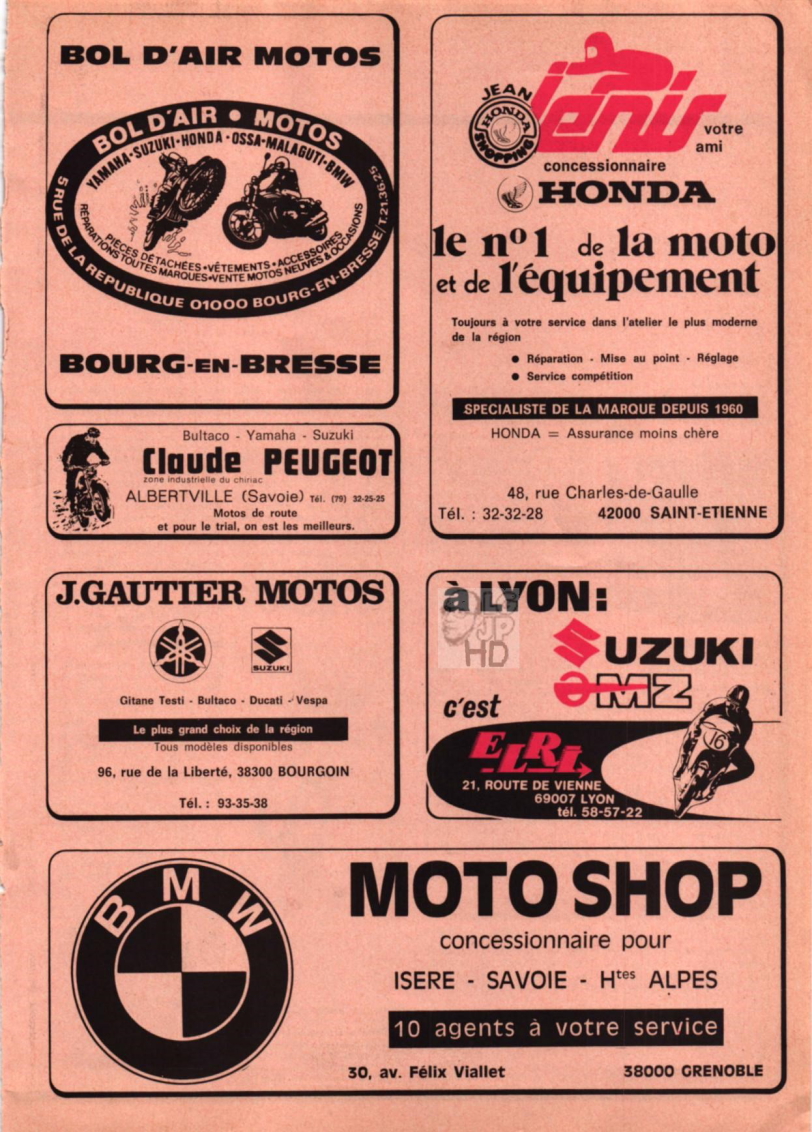 BOL D'AIR MOTOS
BOL D'AIR • MOTOS
YAMAHA-SUZUKI-HONDA-OSSA-MALAGUTI-BMW
PIÈCES DÉTACHÉES•VÊTEMENTS•ACCESSOIRES
RÉPARATIONS TOUTES MARQUES•VENTE MOTOS NEUVES & OCCASIONS
5 RUE DE LA REPUBLIQUE 01000 BOURG-EN-BRESSE/T.21.36.25
BOURG-EN-BRESSE
JEAN
HONDA
SHOPPING
Jenis
votre
ami
concessionnaire
HONDA
le nº1 de la moto
et de l'équipement
Toujours à votre service dans l'atelier le plus moderne
de la région
● Réparation - Mise au point - Réglage
● Service compétition
SPECIALISTE DE LA MARQUE DEPUIS 1960
HONDA = Assurance moins chère
48, rue Charles-de-Gaulle
Tél. : 32-32-28 42000 SAINT-ETIENNE
Bultaco - Yamaha - Suzuki
Claude PEUGEOT
zone industrielle du chiriac
ALBERTVILLE (Savoie) Tél. (79) 32-25-25
Motos de route
et pour le trial, on est les meilleurs.
J.GAUTIER MOTOS
SUZUKI
Gitane Testi - Bultaco - Ducati - Vespa
Le plus grand choix de la région
Tous modèles disponibles
96, rue de la Liberté, 38300 BOURGOIN
Tél. : 93-35-38
à LYON:
JP
HD
SUZUKI
MZ
c'est
ELRI
16
21, ROUTE DE VIENNE
69007 LYON
tél. 58-57-22
BMW
MOTO SHOP
concessionnaire pour
ISERE - SAVOIE - Htes ALPES
10 agents à votre service
30, av. Félix Viallet 38000 GRENOBLE